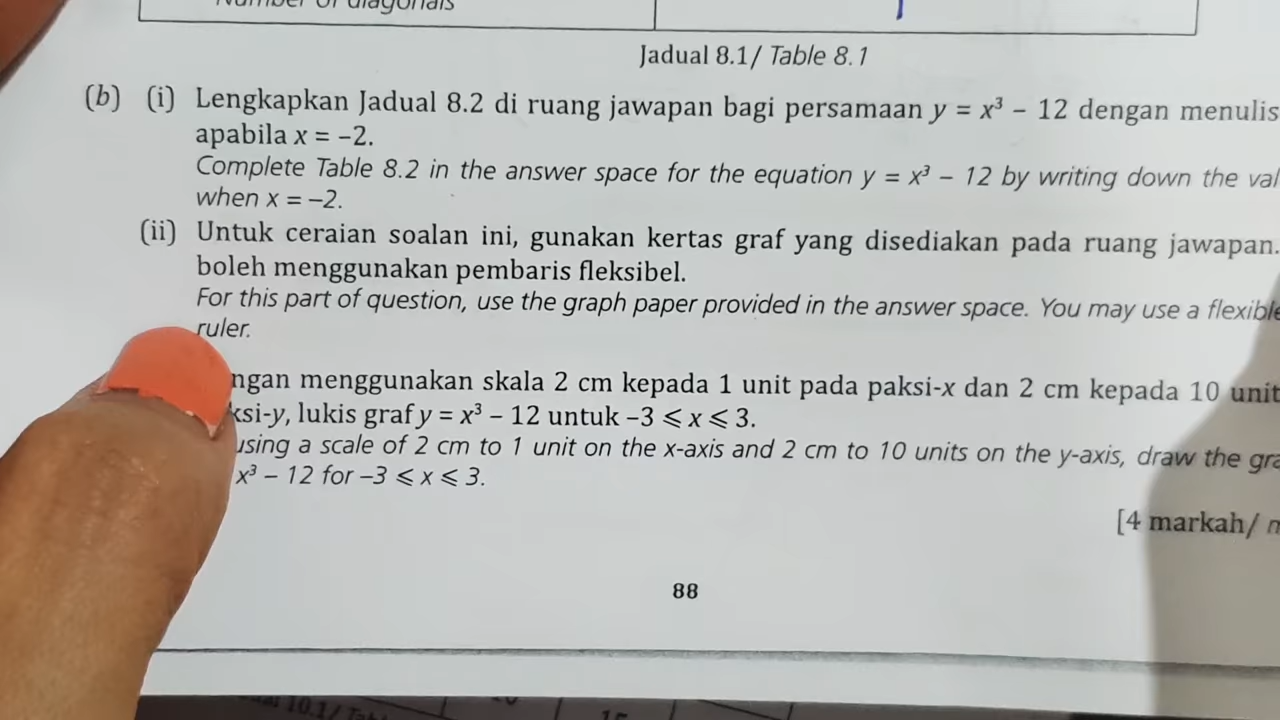 Number of diagonals
Jadual 8.1/ Table 8.1
(b) (i) Lengkapkan Jadual 8.2 di ruang jawapan bagi persamaan y = x³ – 12 dengan menulis
apabila x = –2.
Complete Table 8.2 in the answer space for the equation y = x³ – 12 by writing down the val
when x = –2.
(ii) Untuk ceraian soalan ini, gunakan kertas graf yang disediakan pada ruang jawapan.
boleh menggunakan pembaris fleksibel.
For this part of question, use the graph paper provided in the answer space. You may use a flexible
ruler.
ngan menggunakan skala 2 cm kepada 1 unit pada paksi-x dan 2 cm kepada 10 unit
ksi-y, lukis graf y = x³ – 12 untuk –3 ⩽ x ⩽ 3.
using a scale of 2 cm to 1 unit on the x-axis and 2 cm to 10 units on the y-axis, draw the gra
x³ – 12 for –3 ⩽ x ⩽ 3.
[4 markah/
88
10.1/
15